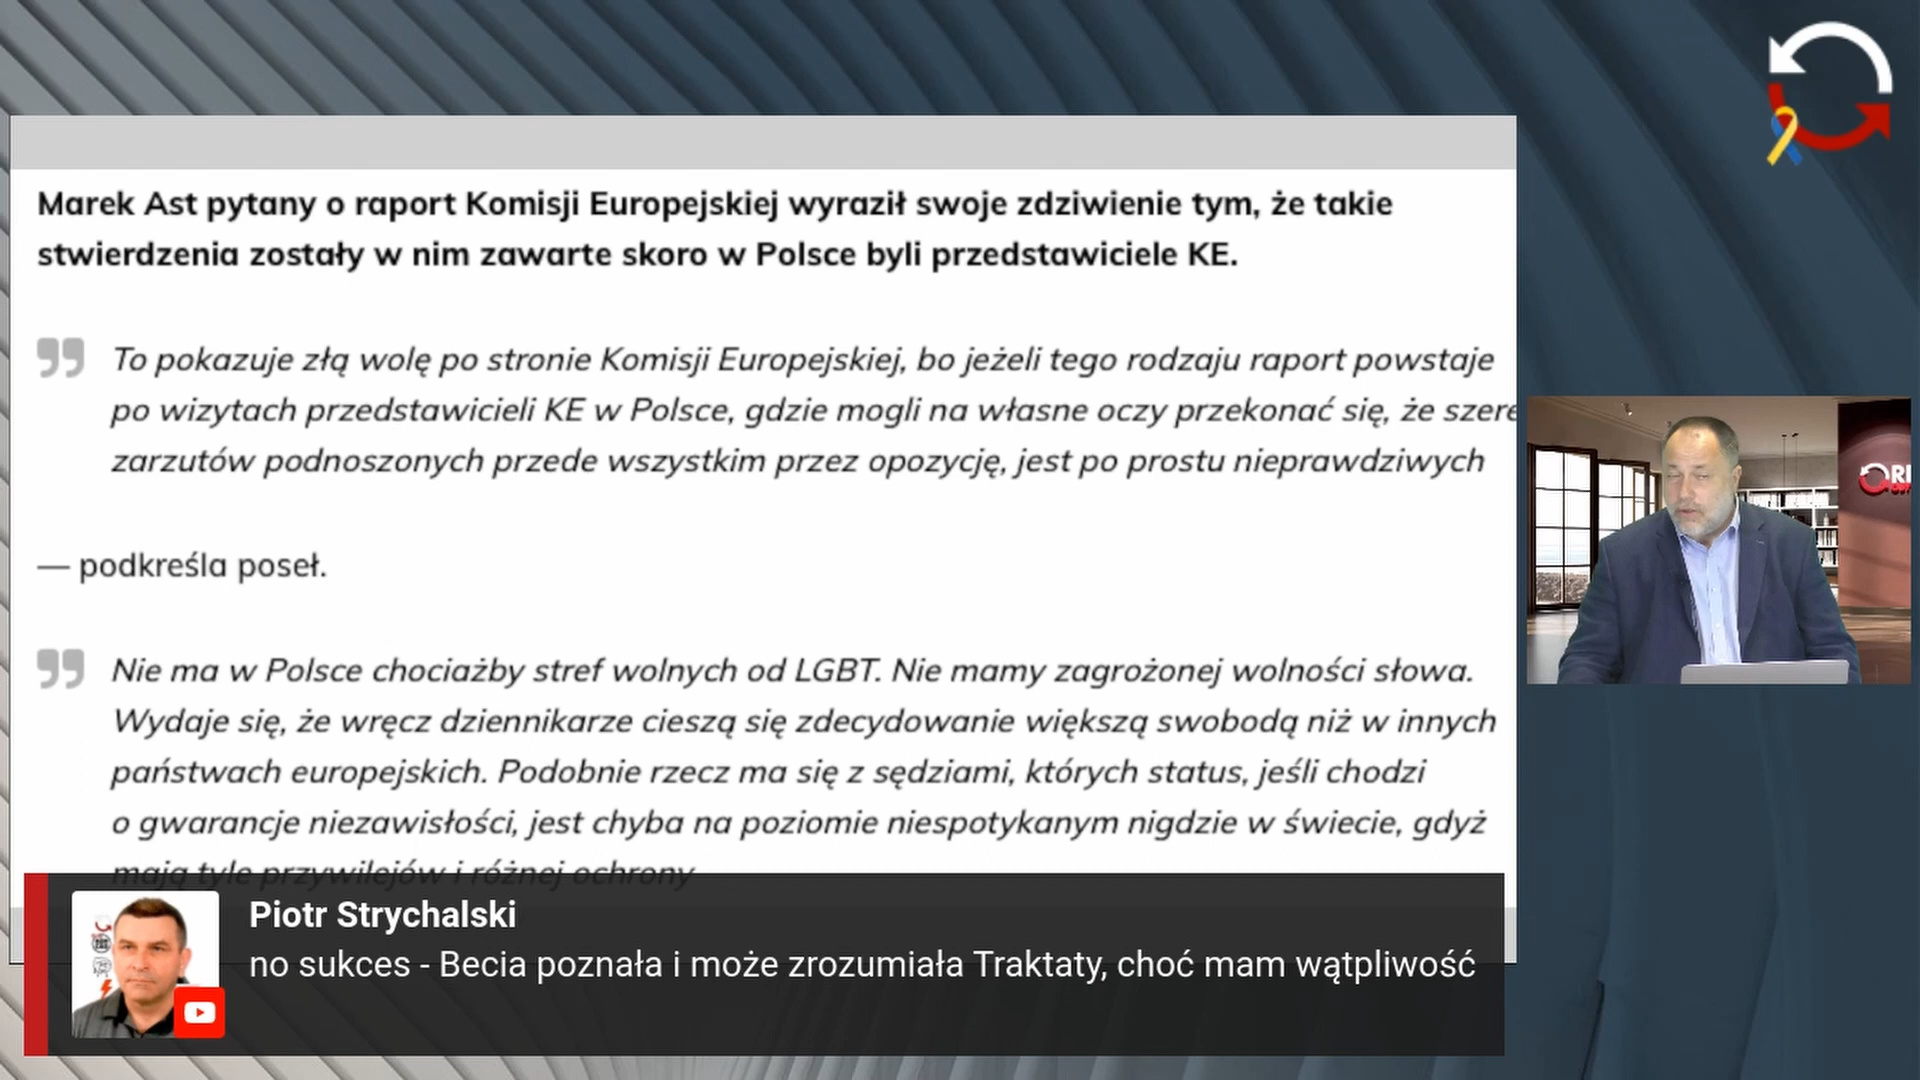 Marek Ast pytany o raport Komisji Europejskiej wyraził swoje zdziwienie tym, że takie
stwierdzenia zostały w nim zawarte skoro w Polsce byli przedstawiciele KE.
To pokazuje złą wolę po stronie Komisji Europejskiej, bo jeżeli tego rodzaju raport powstaje
po wizytach przedstawicieli KE w Polsce, gdzie mogli na własne oczy przekonać się, że szere
zarzutów podnoszonych przede wszystkim przez opozycję, jest po prostu nieprawdziwych
— podkreśla poseł.
Nie ma w Polsce chociażby stref wolnych od LGBT. Nie mamy zagrożonej wolności słowa.
Wydaje się, że wręcz dziennikarze cieszą się zdecydowanie większą swobodą niż w innych
państwach europejskich. Podobnie rzecz ma się z sędziami, których status, jeśli chodzi
o gwarancje niezawisłości, jest chyba na poziomie niespotykanym nigdzie w świecie, gdyż
mają tyle przywilejów i różnej ochrony
Piotr Strychalski
no sukces - Becia poznała i może zrozumiała Traktaty, choć mam wątpliwość